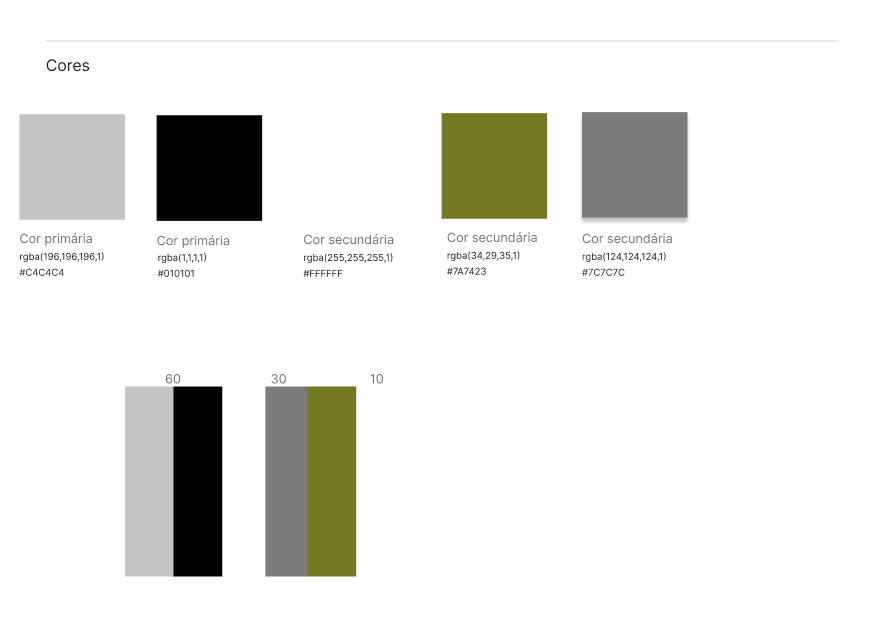 Cores
Cor primária
rgba(196,196,196,1)
#C4C4C4
Cor primária
rgba(1,1,1,1)
#010101
Cor secundária
rgba(255,255,255,1)
#FFFFFF
Cor secundária
rgba(34,29,35,1)
#7A7423
Cor secundária
rgba(124,124,124,1)
#7C7C7C
60
30
10